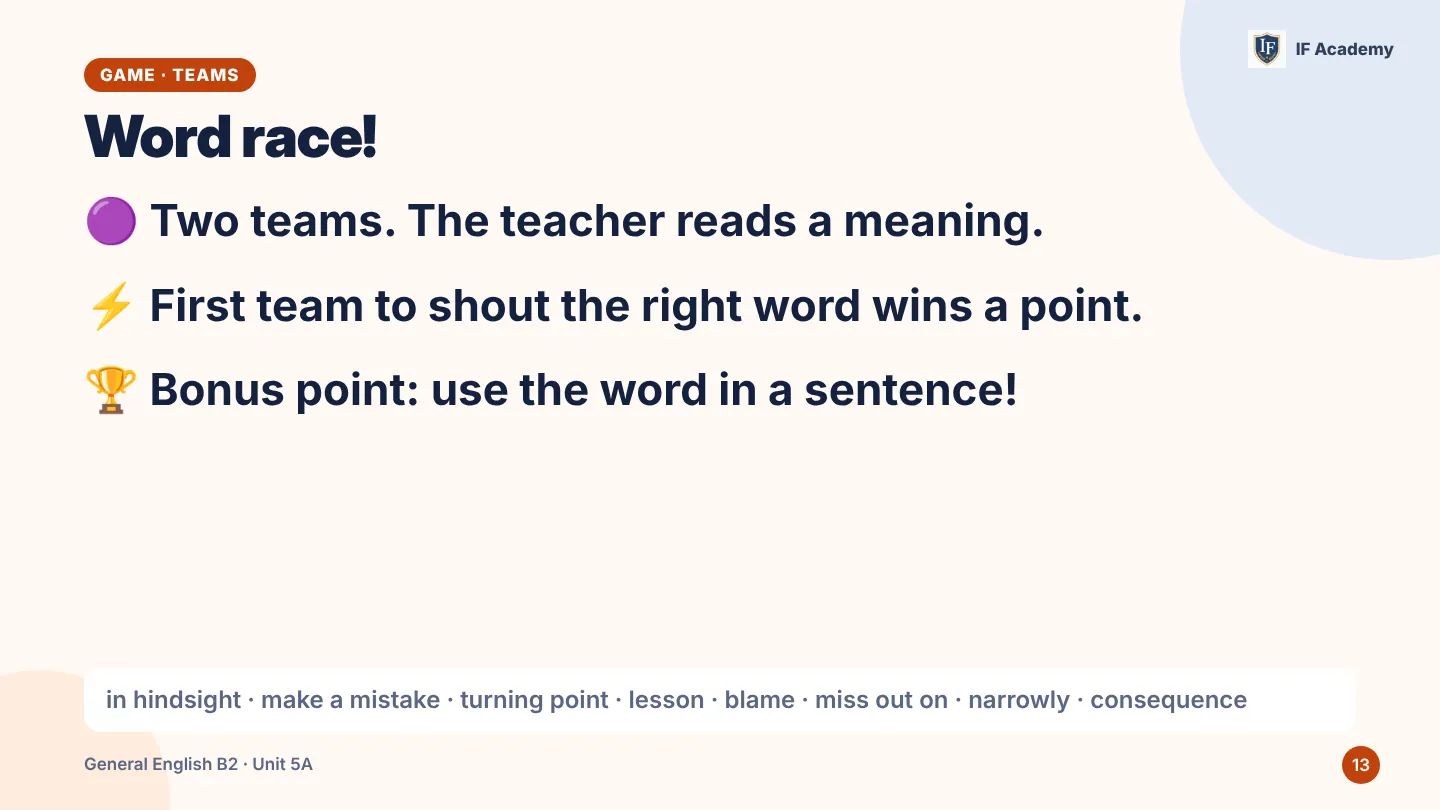 IF Academy
GAME · TEAMS
Word race!
🟣 Two teams. The teacher reads a meaning.
⚡ First team to shout the right word wins a point.
🏆 Bonus point: use the word in a sentence!
in hindsight · make a mistake · turning point · lesson · blame · miss out on · narrowly · consequence
General English B2 · Unit 5A
13